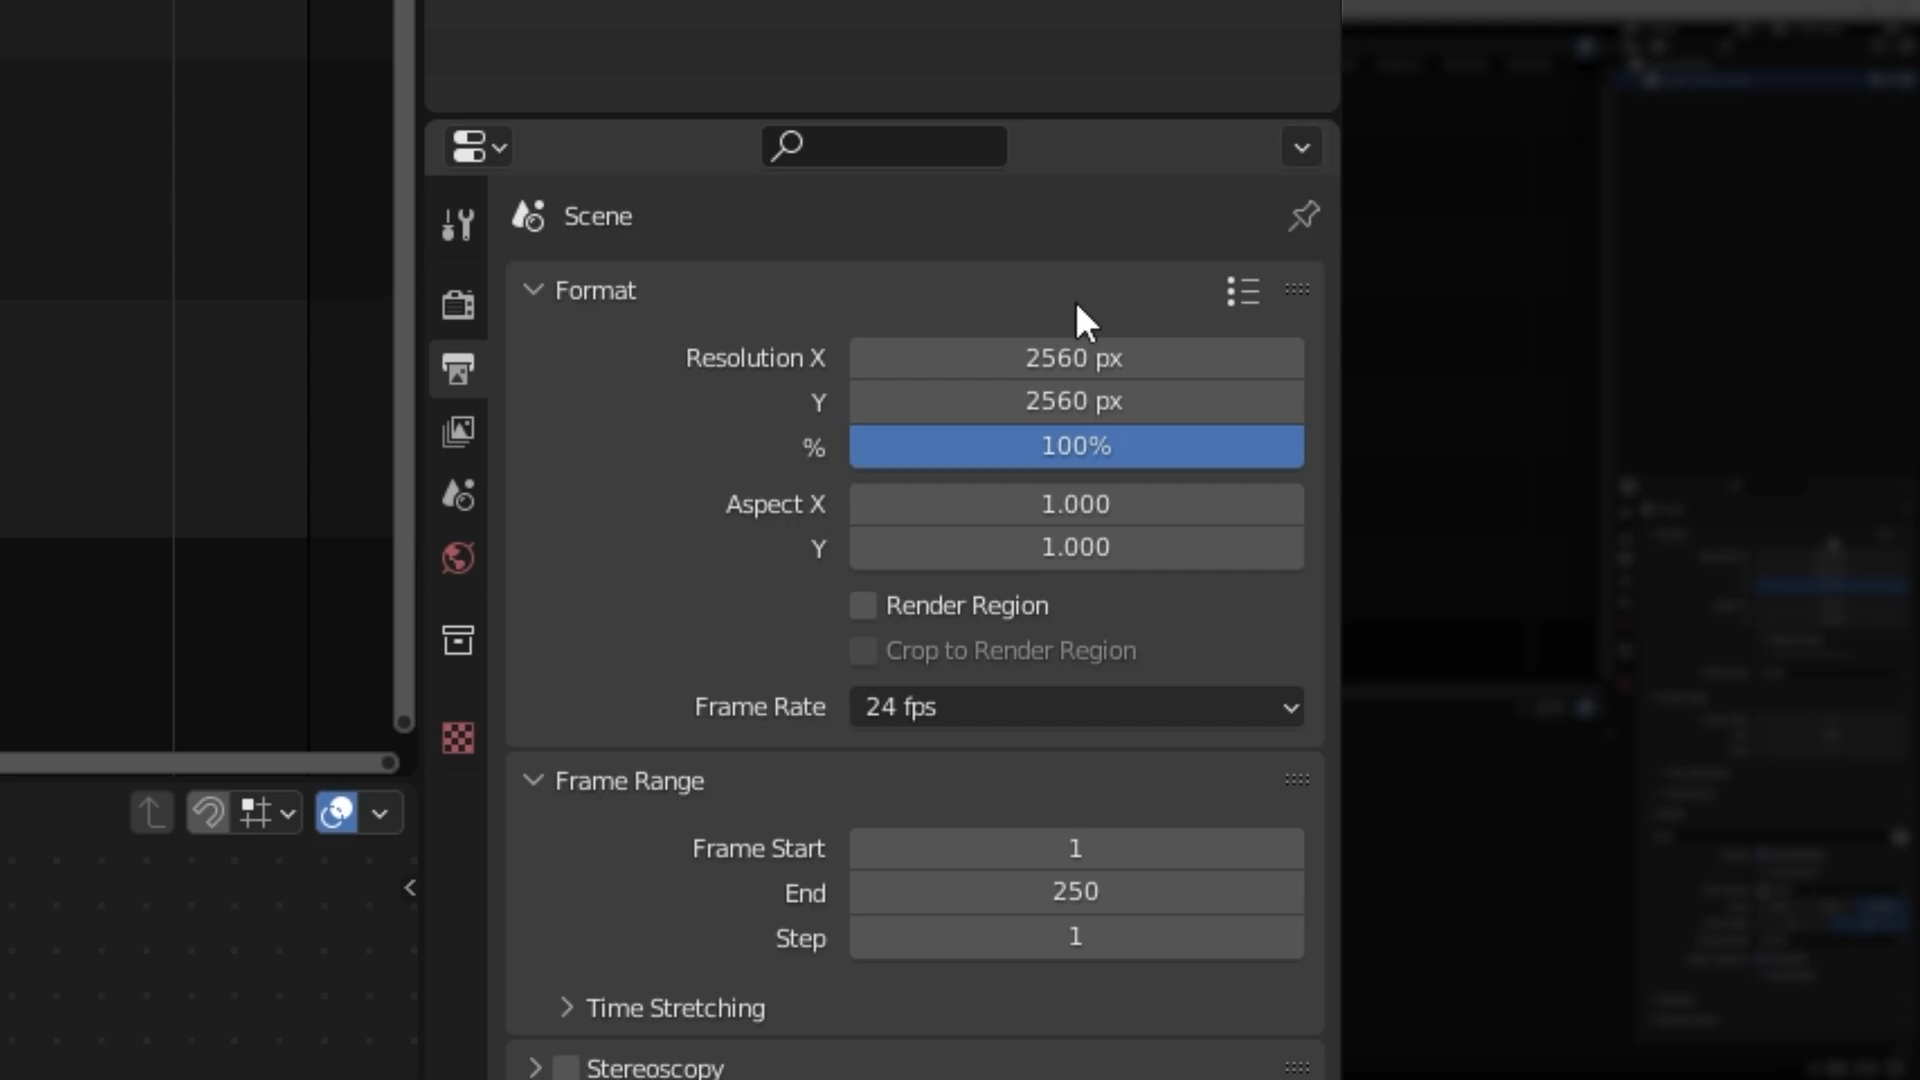 Scene
Format
Resolution X 2560 px
Y 2560 px
% 100%
Aspect X 1.000
Y 1.000
Render Region
Crop to Render Region
Frame Rate 24 fps
Frame Range
Frame Start 1
End 250
Step 1
Time Stretching
Stereoscopy